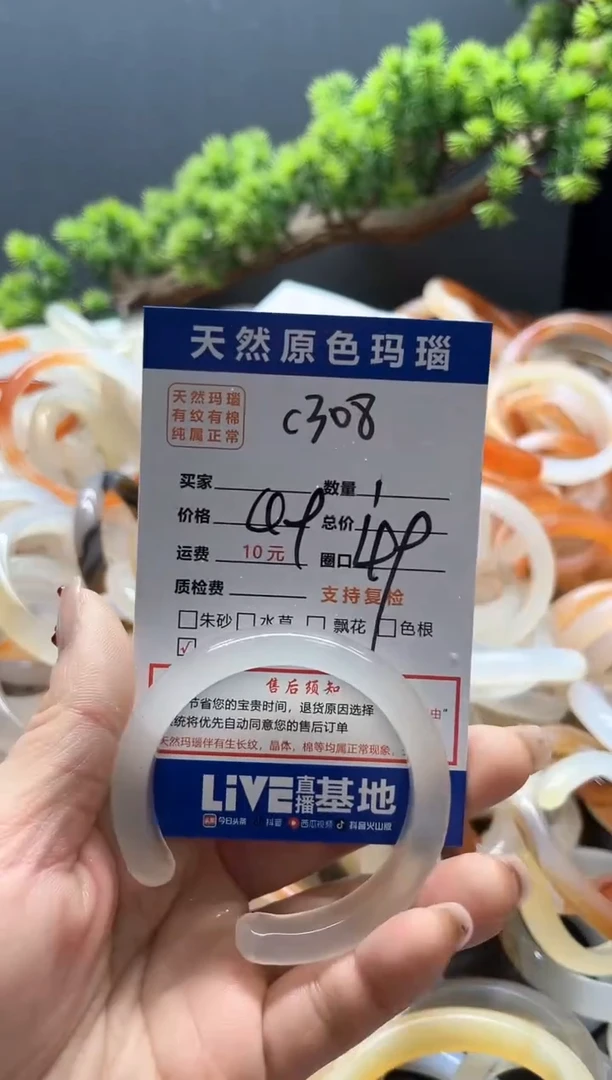 天然原色玛瑙
天然玛瑙
有纹有棉
纯属正常
C308
买家 数量 1
价格 总价
运费 10元 圈口
质检费 支持复检
朱砂 水草 飘花 色根
√
售后须知
节省您的宝贵时间，退货原因选择 由"
统将优先自动同意您的售后订单
天然玛瑙伴有生长纹，晶体，棉等均属正常现象，
LiVE直播基地
头条 今日头条 抖音 西瓜视频 抖音火山版